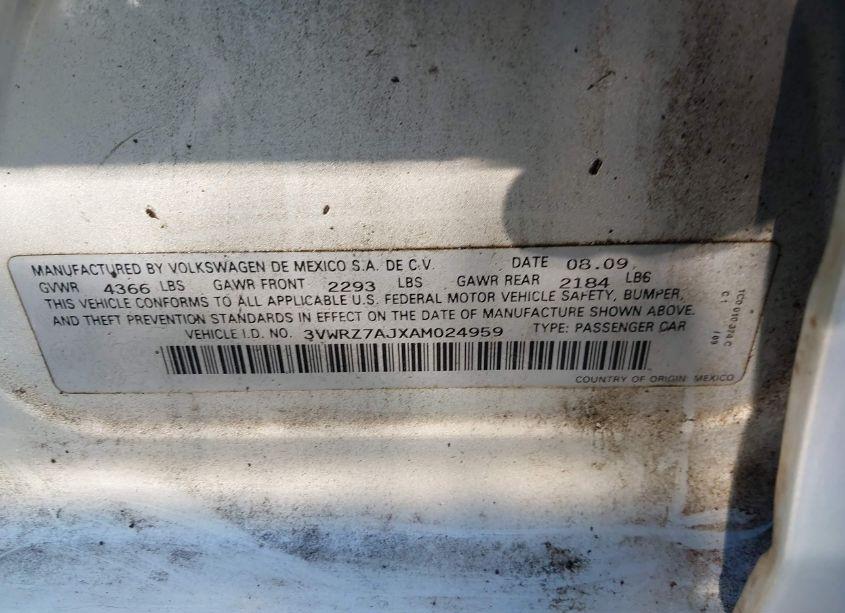 MANUFACTURED BY VOLKSWAGEN DE MEXICO S.A. DE C.V. DATE 08.09
GVWR 4366 LBS GAWR FRONT 2293 LBS GAWR REAR 2184 LBS
THIS VEHICLE CONFORMS TO ALL APPLICABLE U.S. FEDERAL MOTOR VEHICLE SAFETY, BUMPER,
AND THEFT PREVENTION STANDARDS IN EFFECT ON THE DATE OF MANUFACTURE SHOWN ABOVE.
VEHICLE I.D. NO. 3VWRZ7AJXAM024959 TYPE: PASSENGER CAR
COUNTRY OF ORIGIN: MEXICO